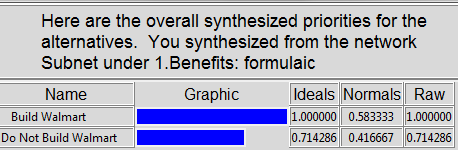 Here are the overall synthesized priorities for the
alternatives. You synthesized from the network
Subnet under 1.Benefits: formulaic
Name Graphic Ideals Normals Raw
Build Walmart 1.000000 0.583333 1.000000
Do Not Build Walmart 0.714286 0.416667 0.714286